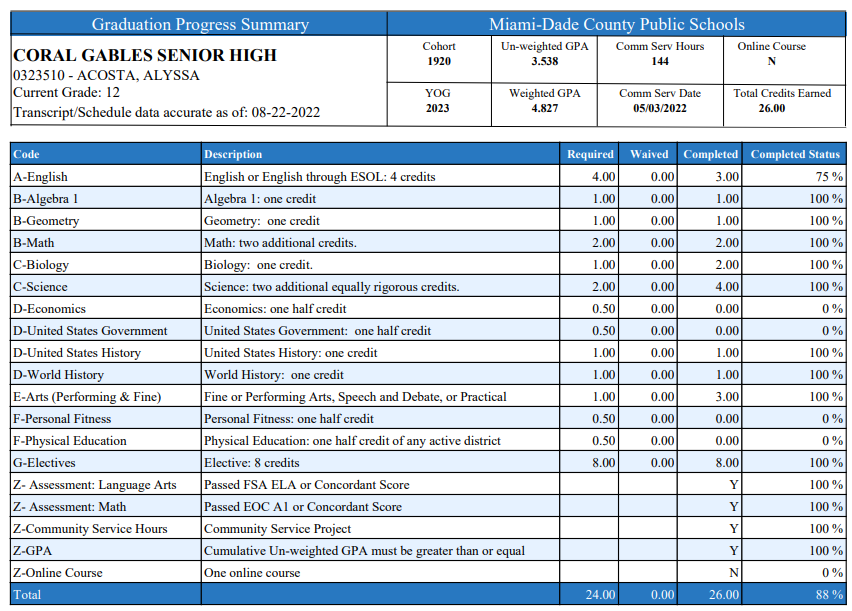 Graduation Progress Summary Miami-Dade County Public Schools
CORAL GABLES SENIOR HIGH
0323510 - ACOSTA, ALYSSA
Current Grade: 12
Transcript/Schedule data accurate as of: 08-22-2022
Cohort Un-weighted GPA Comm Serv Hours Online Course
1920 3.538 144 N
YOG Weighted GPA Comm Serv Date Total Credits Earned
2023 4.827 05/03/2022 26.00
Code Description Required Waived Completed Completed Status
A-English English or English through ESOL: 4 credits 4.00 0.00 3.00 75 %
B-Algebra 1 Algebra 1: one credit 1.00 0.00 1.00 100 %
B-Geometry Geometry: one credit 1.00 0.00 1.00 100 %
B-Math Math: two additional credits. 2.00 0.00 2.00 100 %
C-Biology Biology: one credit. 1.00 0.00 2.00 100 %
C-Science Science: two additional equally rigorous credits. 2.00 0.00 4.00 100 %
D-Economics Economics: one half credit 0.50 0.00 0.00 0 %
D-United States Government United States Government: one half credit 0.50 0.00 0.00 0 %
D-United States History United States History: one credit 1.00 0.00 1.00 100 %
D-World History World History: one credit 1.00 0.00 1.00 100 %
E-Arts (Performing & Fine) Fine or Performing Arts, Speech and Debate, or Practical 1.00 0.00 3.00 100 %
F-Personal Fitness Personal Fitness: one half credit 0.50 0.00 0.00 0 %
F-Physical Education Physical Education: one half credit of any active district 0.50 0.00 0.00 0 %
G-Electives Elective: 8 credits 8.00 0.00 8.00 100 %
Z- Assessment: Language Arts Passed FSA ELA or Concordant Score Y 100 %
Z- Assessment: Math Passed EOC A1 or Concordant Score Y 100 %
Z-Community Service Hours Community Service Project Y 100 %
Z-GPA Cumulative Un-weighted GPA must be greater than or equal Y 100 %
Z-Online Course One online course N 0 %
Total 24.00 0.00 26.00 88 %